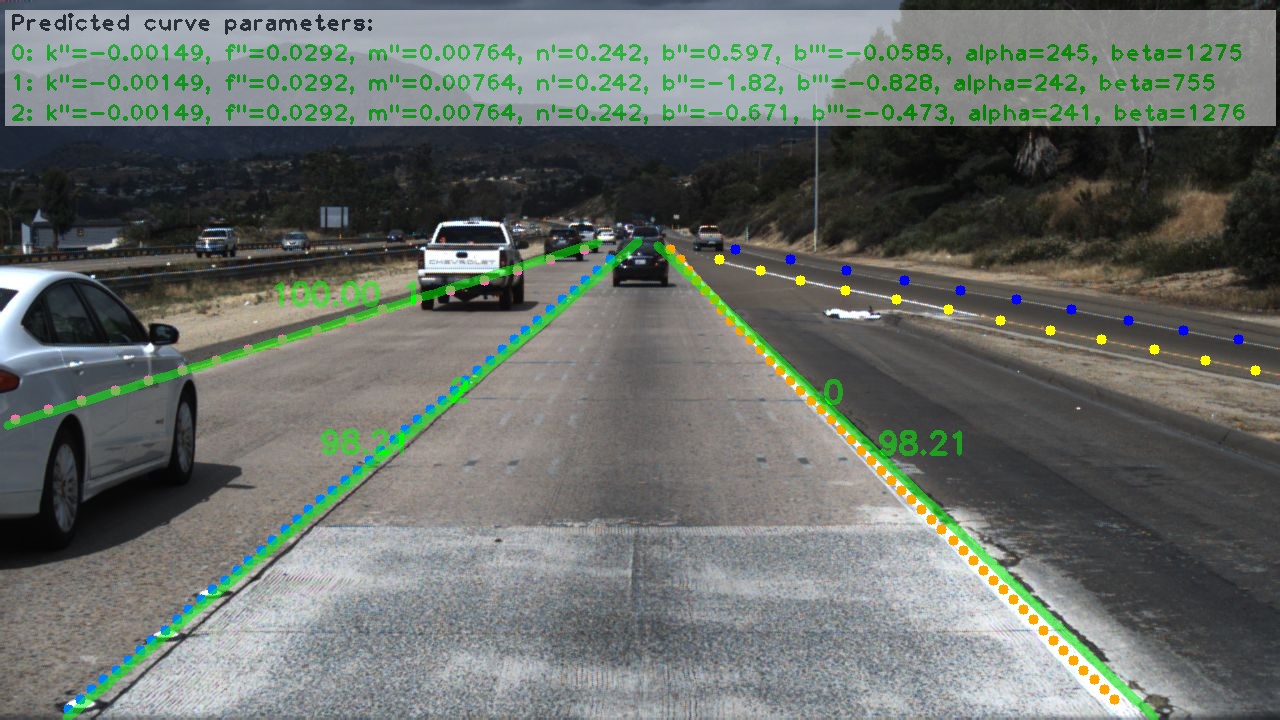 Predicted curve parameters:
0: k''=-0.00149, f''=0.0292, m''=0.00764, n'=0.242, b''=0.597, b'''=-0.0585, alpha=245, beta=1275
1: k''=-0.00149, f''=0.0292, m''=0.00764, n'=0.242, b''=-1.82, b'''=-0.828, alpha=242, beta=755
2: k''=-0.00149, f''=0.0292, m''=0.00764, n'=0.242, b''=-0.671, b'''=-0.473, alpha=241, beta=1276
CHEVROLET
100.00 1
0
98.21
98.21